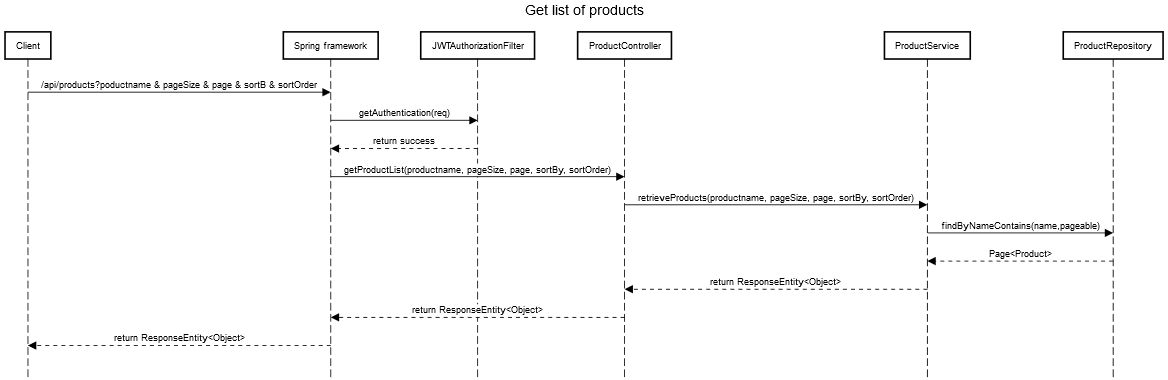 Get list of products
Client
Spring framework
JWTAuthorizationFilter
ProductController
ProductService
ProductRepository
/api/products?poductname & pageSize & page & sortB & sortOrder
getAuthentication(req)
return success
getProductList(productname, pageSize, page, sortBy, sortOrder)
retrieveProducts(productname, pageSize, page, sortBy, sortOrder)
findByNameContains(name,pageable)
Page<Product>
return ResponseEntity<Object>
return ResponseEntity<Object>
return ResponseEntity<Object>